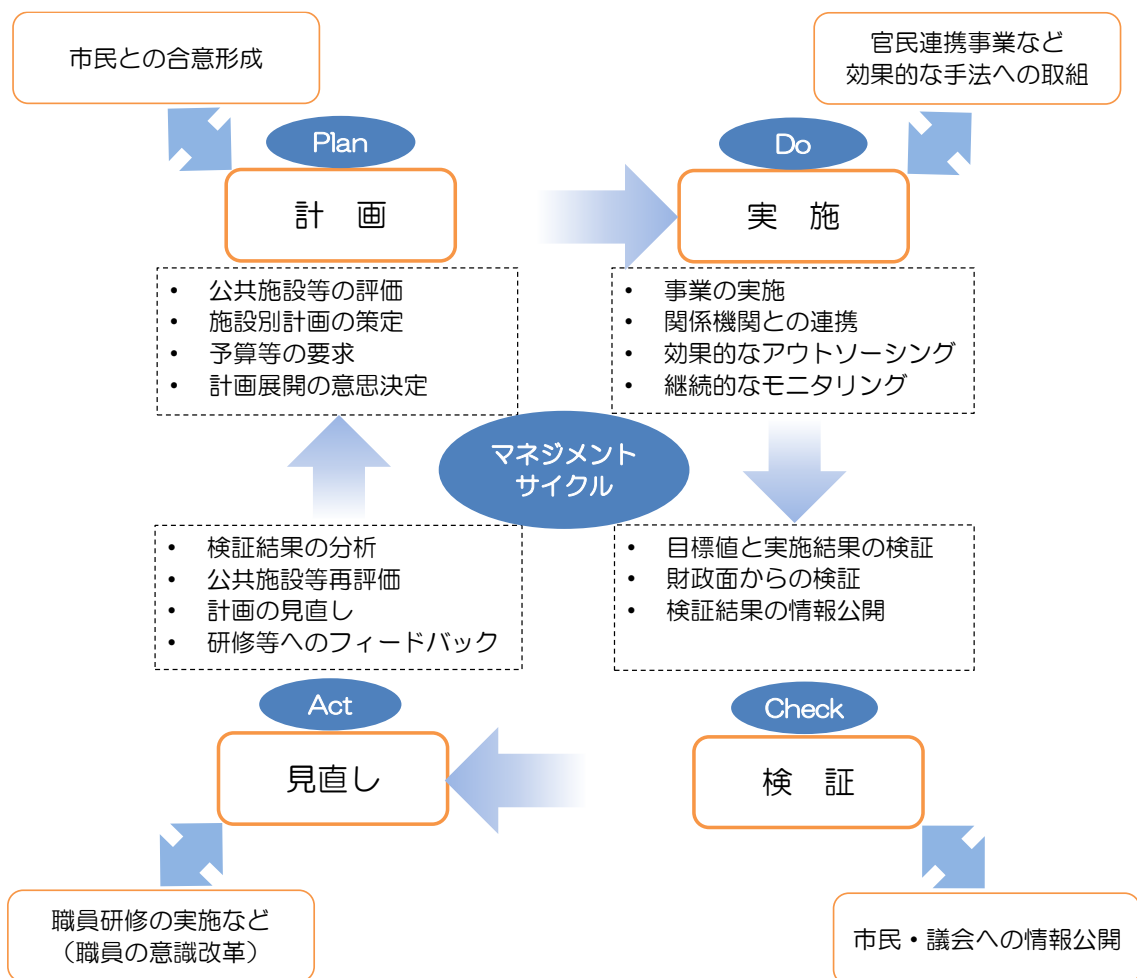 市民との合意形成
官民連携事業など
効果的な手法への取組
Plan
計　画
Do
実　施
• 公共施設等の評価
• 施設別計画の策定
• 予算等の要求
• 計画展開の意思決定
• 事業の実施
• 関係機関との連携
• 効果的なアウトソーシング
• 継続的なモニタリング
マネジメント
サイクル
• 検証結果の分析
• 公共施設等再評価
• 計画の見直し
• 研修等へのフィードバック
• 目標値と実施結果の検証
• 財政面からの検証
• 検証結果の情報公開
Act
見直し
Check
検　証
職員研修の実施など
（職員の意識改革）
市民・議会への情報公開